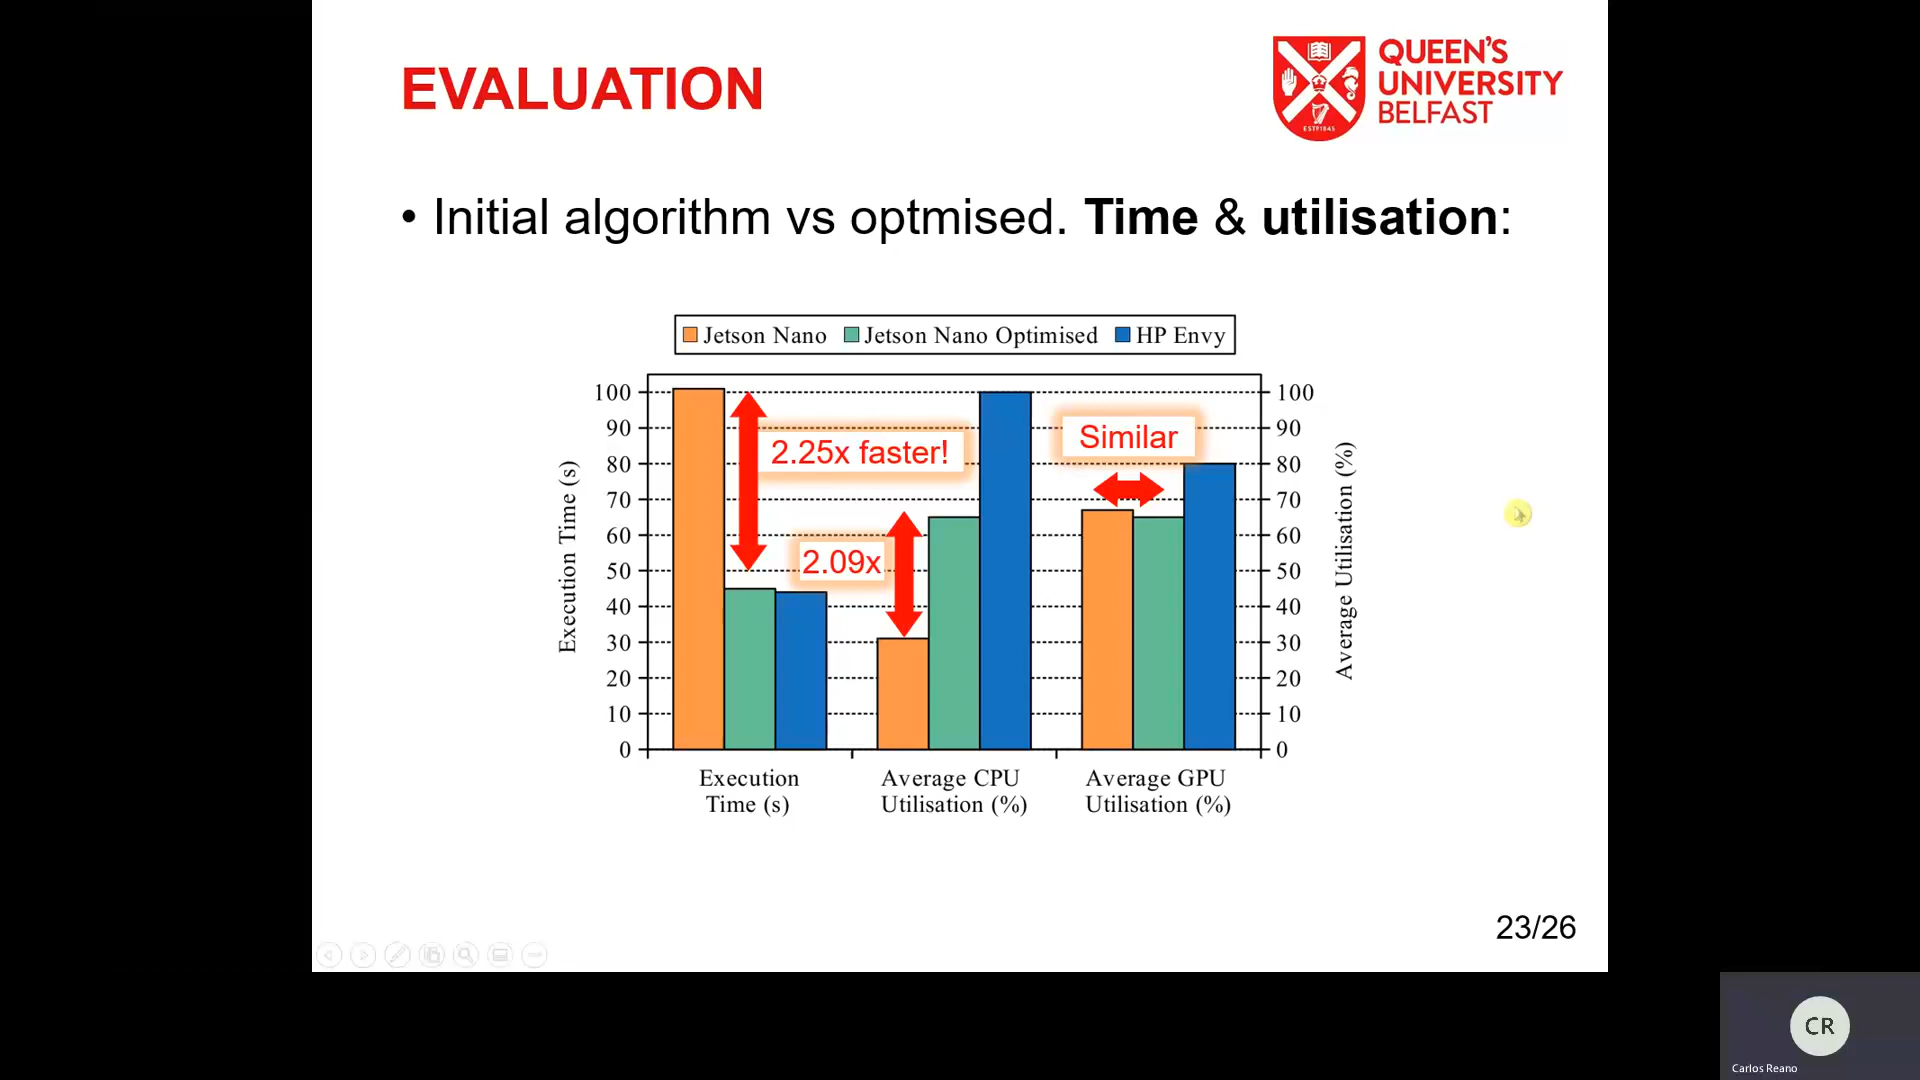 EVALUATION
QUEEN'S
UNIVERSITY
BELFAST
ESTD1845
• Initial algorithm vs optmised. Time & utilisation:
Jetson Nano Jetson Nano Optimised HP Envy
100 100
90 90
80 80
70 70
60 60
50 50
40 40
30 30
20 20
10 10
0 0
Execution Time (s)
Average Utilisation (%)
2.25x faster!
2.09x
Similar
Execution
Time (s)
Average CPU
Utilisation (%)
Average GPU
Utilisation (%)
23/26
CR
Carlos Reano